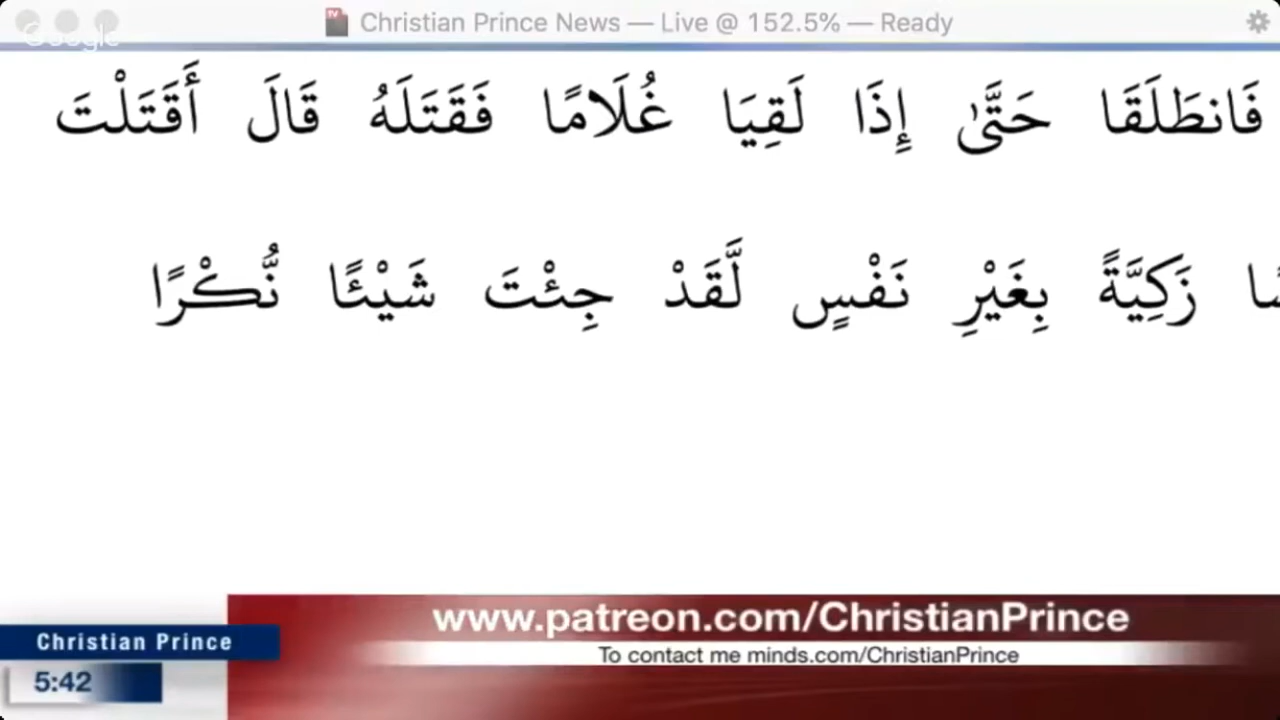 Google
Christian Prince News — Live @ 152.5% — Ready
فَانطَلَقَا حَتَّىٰ إِذَا لَقِيَا غُلَامًا فَقَتَلَهُ قَالَ أَقَتَلْتَ
زَكِيَّةً بِغَيْرِ نَفْسٍ لَّقَدْ جِئْتَ شَيْئًا نُّكْرًا
www.patreon.com/ChristianPrince
Christian Prince
To contact me minds.com/ChristianPrince
5:42